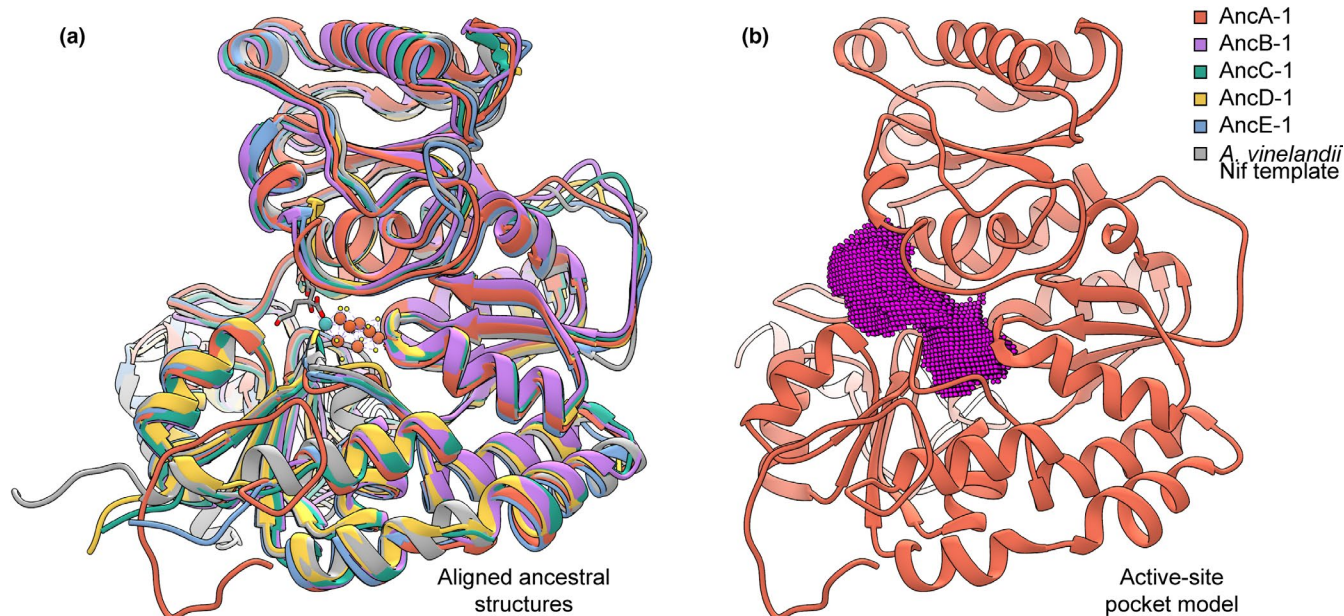 (a)
Aligned ancestral
structures
(b)
Active-site
pocket model
AncA-1
AncB-1
AncC-1
AncD-1
AncE-1
A. vinelandii
Nif template